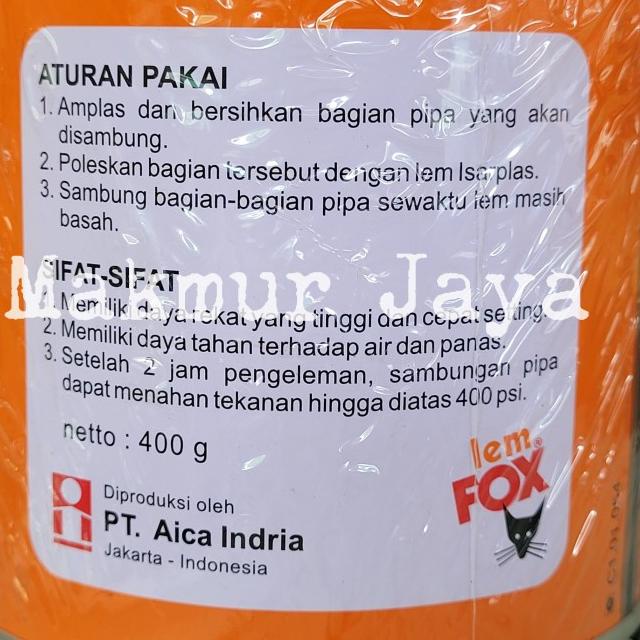 ATURAN PAKAI
1. Amplas dan bersihkan bagian pipa yang akan
disambung.
2. Poleskan bagian tersebut dengan lem Isarplas.
3. Sambung bagian-bagian pipa sewaktu lem masih
basah.
SIFAT-SIFAT
Makmur Jaya
1. Memiliki daya rekat yang tinggi dan cepat setting.
2. Memiliki daya tahan terhadap air dan panas.
3. Setelah 2 jam pengeleman, sambungan pipa
dapat menahan tekanan hingga diatas 400 psi.
netto : 400 g
lem
FOX®
Diproduksi oleh
PT. Aica Indria
Jakarta - Indonesia